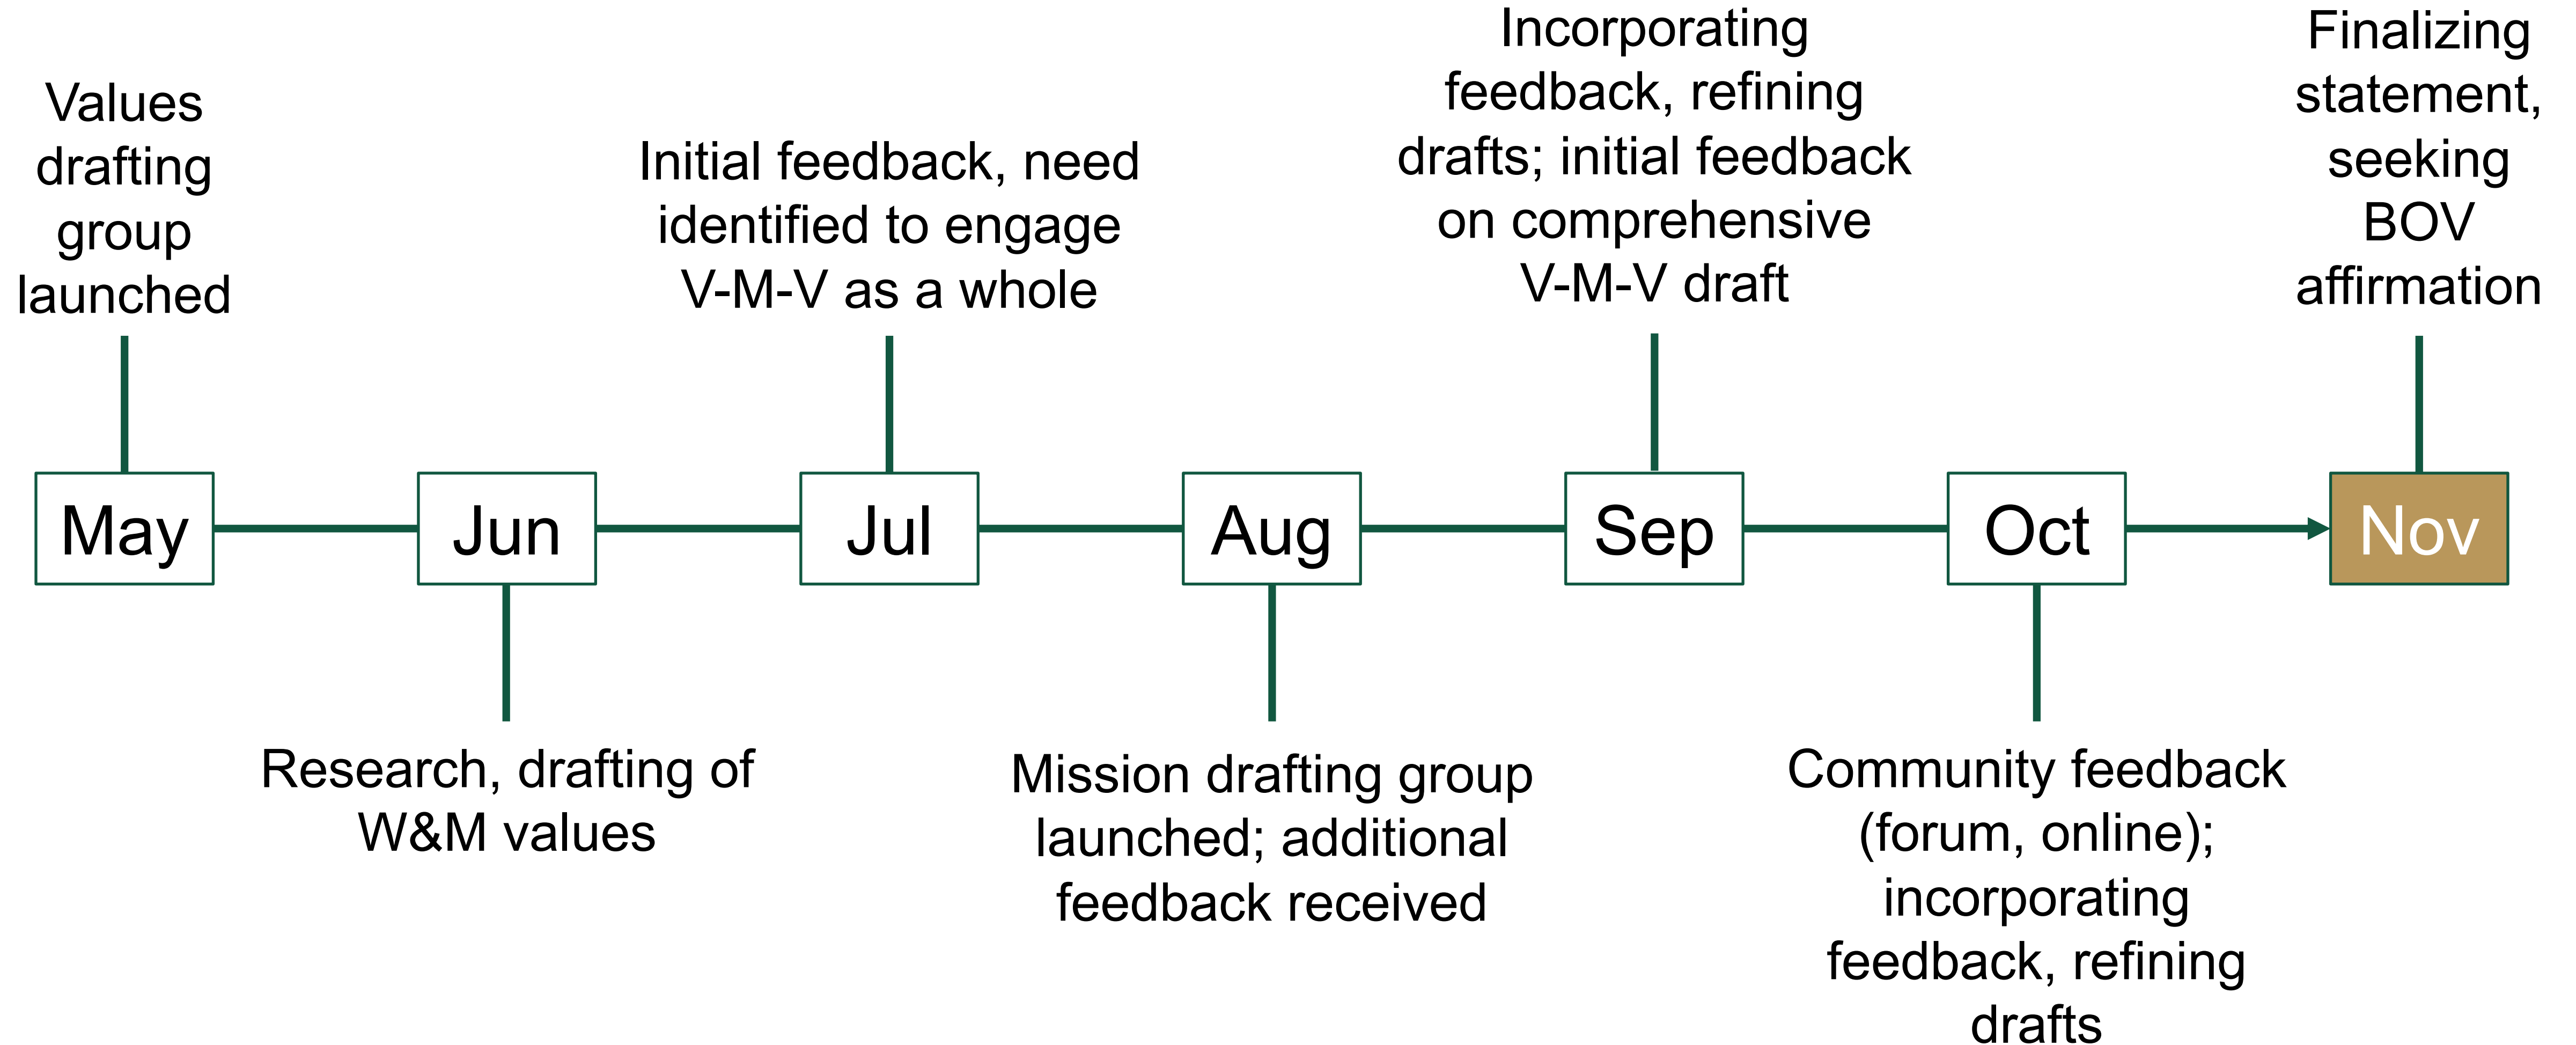 Values
drafting
group
launched
Initial feedback, need
identified to engage
V-M-V as a whole
Incorporating
feedback, refining
drafts; initial feedback
on comprehensive
V-M-V draft
Finalizing
statement,
seeking
BOV
affirmation
May
Jun
Jul
Aug
Sep
Oct
Nov
Research, drafting of
W&M values
Mission drafting group
launched; additional
feedback received
Community feedback
(forum, online);
incorporating
feedback, refining
drafts